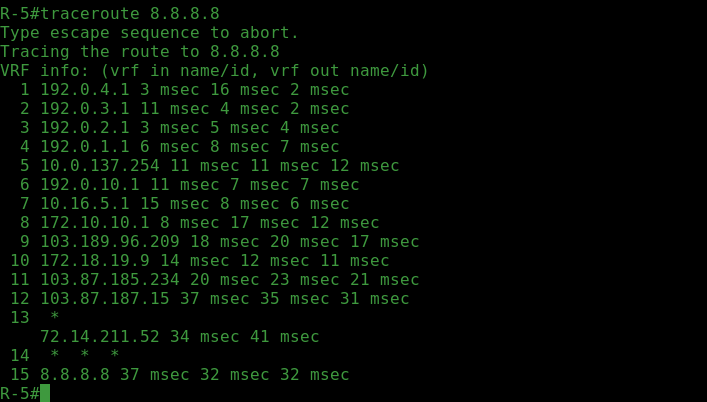 R-5#traceroute 8.8.8.8
Type escape sequence to abort.
Tracing the route to 8.8.8.8
VRF info: (vrf in name/id, vrf out name/id)
  1 192.0.4.1 3 msec 16 msec 2 msec
  2 192.0.3.1 11 msec 4 msec 2 msec
  3 192.0.2.1 3 msec 5 msec 4 msec
  4 192.0.1.1 6 msec 8 msec 7 msec
  5 10.0.137.254 11 msec 11 msec 12 msec
  6 192.0.10.1 11 msec 7 msec 7 msec
  7 10.16.5.1 15 msec 8 msec 6 msec
  8 172.10.10.1 8 msec 17 msec 12 msec
  9 103.189.96.209 18 msec 20 msec 17 msec
 10 172.18.19.9 14 msec 12 msec 11 msec
 11 103.87.185.234 20 msec 23 msec 21 msec
 12 103.87.187.15 37 msec 35 msec 31 msec
 13  *
    72.14.211.52 34 msec 41 msec
 14  *  *  *
 15 8.8.8.8 37 msec 32 msec 32 msec
R-5#